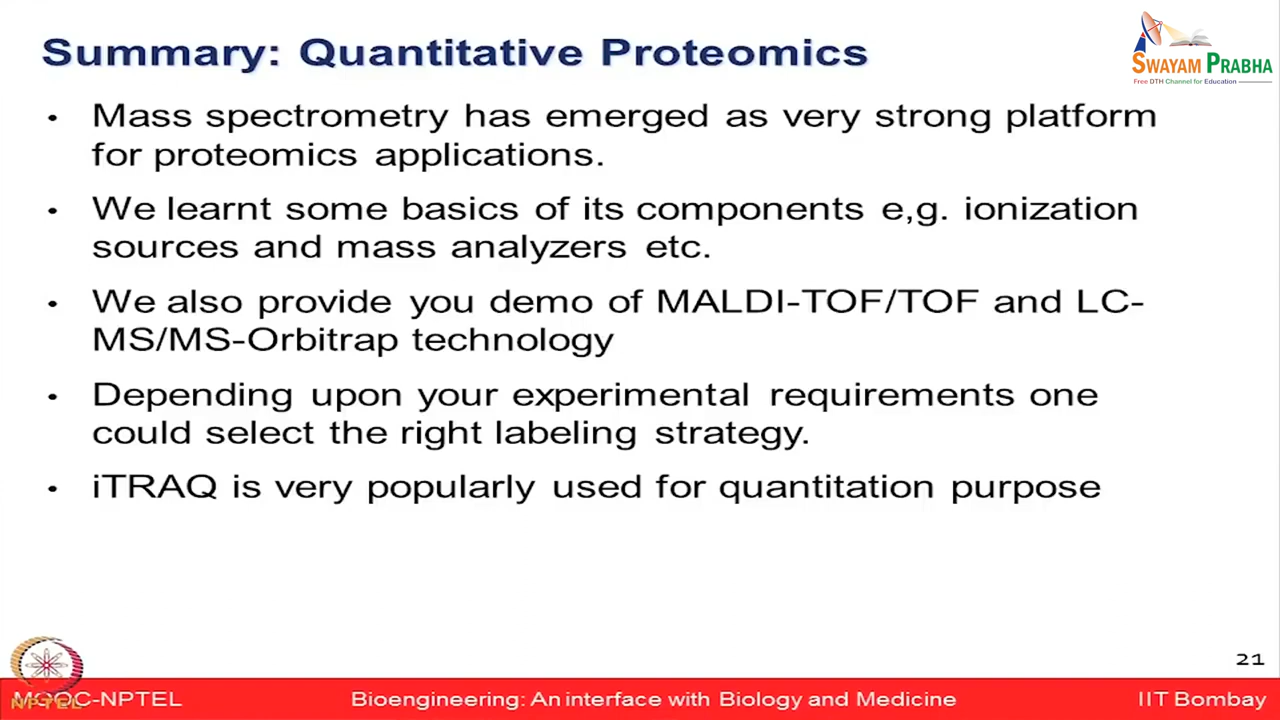 Summary: Quantitative Proteomics
SWAYAM PRABHA
Free DTH Channel for Education
• Mass spectrometry has emerged as very strong platform
for proteomics applications.
• We learnt some basics of its components e,g. ionization
sources and mass analyzers etc.
• We also provide you demo of MALDI-TOF/TOF and LC-
MS/MS-Orbitrap technology
• Depending upon your experimental requirements one
could select the right labeling strategy.
• iTRAQ is very popularly used for quantitation purpose
21
MOOC-NPTEL
NPTEL
Bioengineering: An interface with Biology and Medicine
IIT Bombay